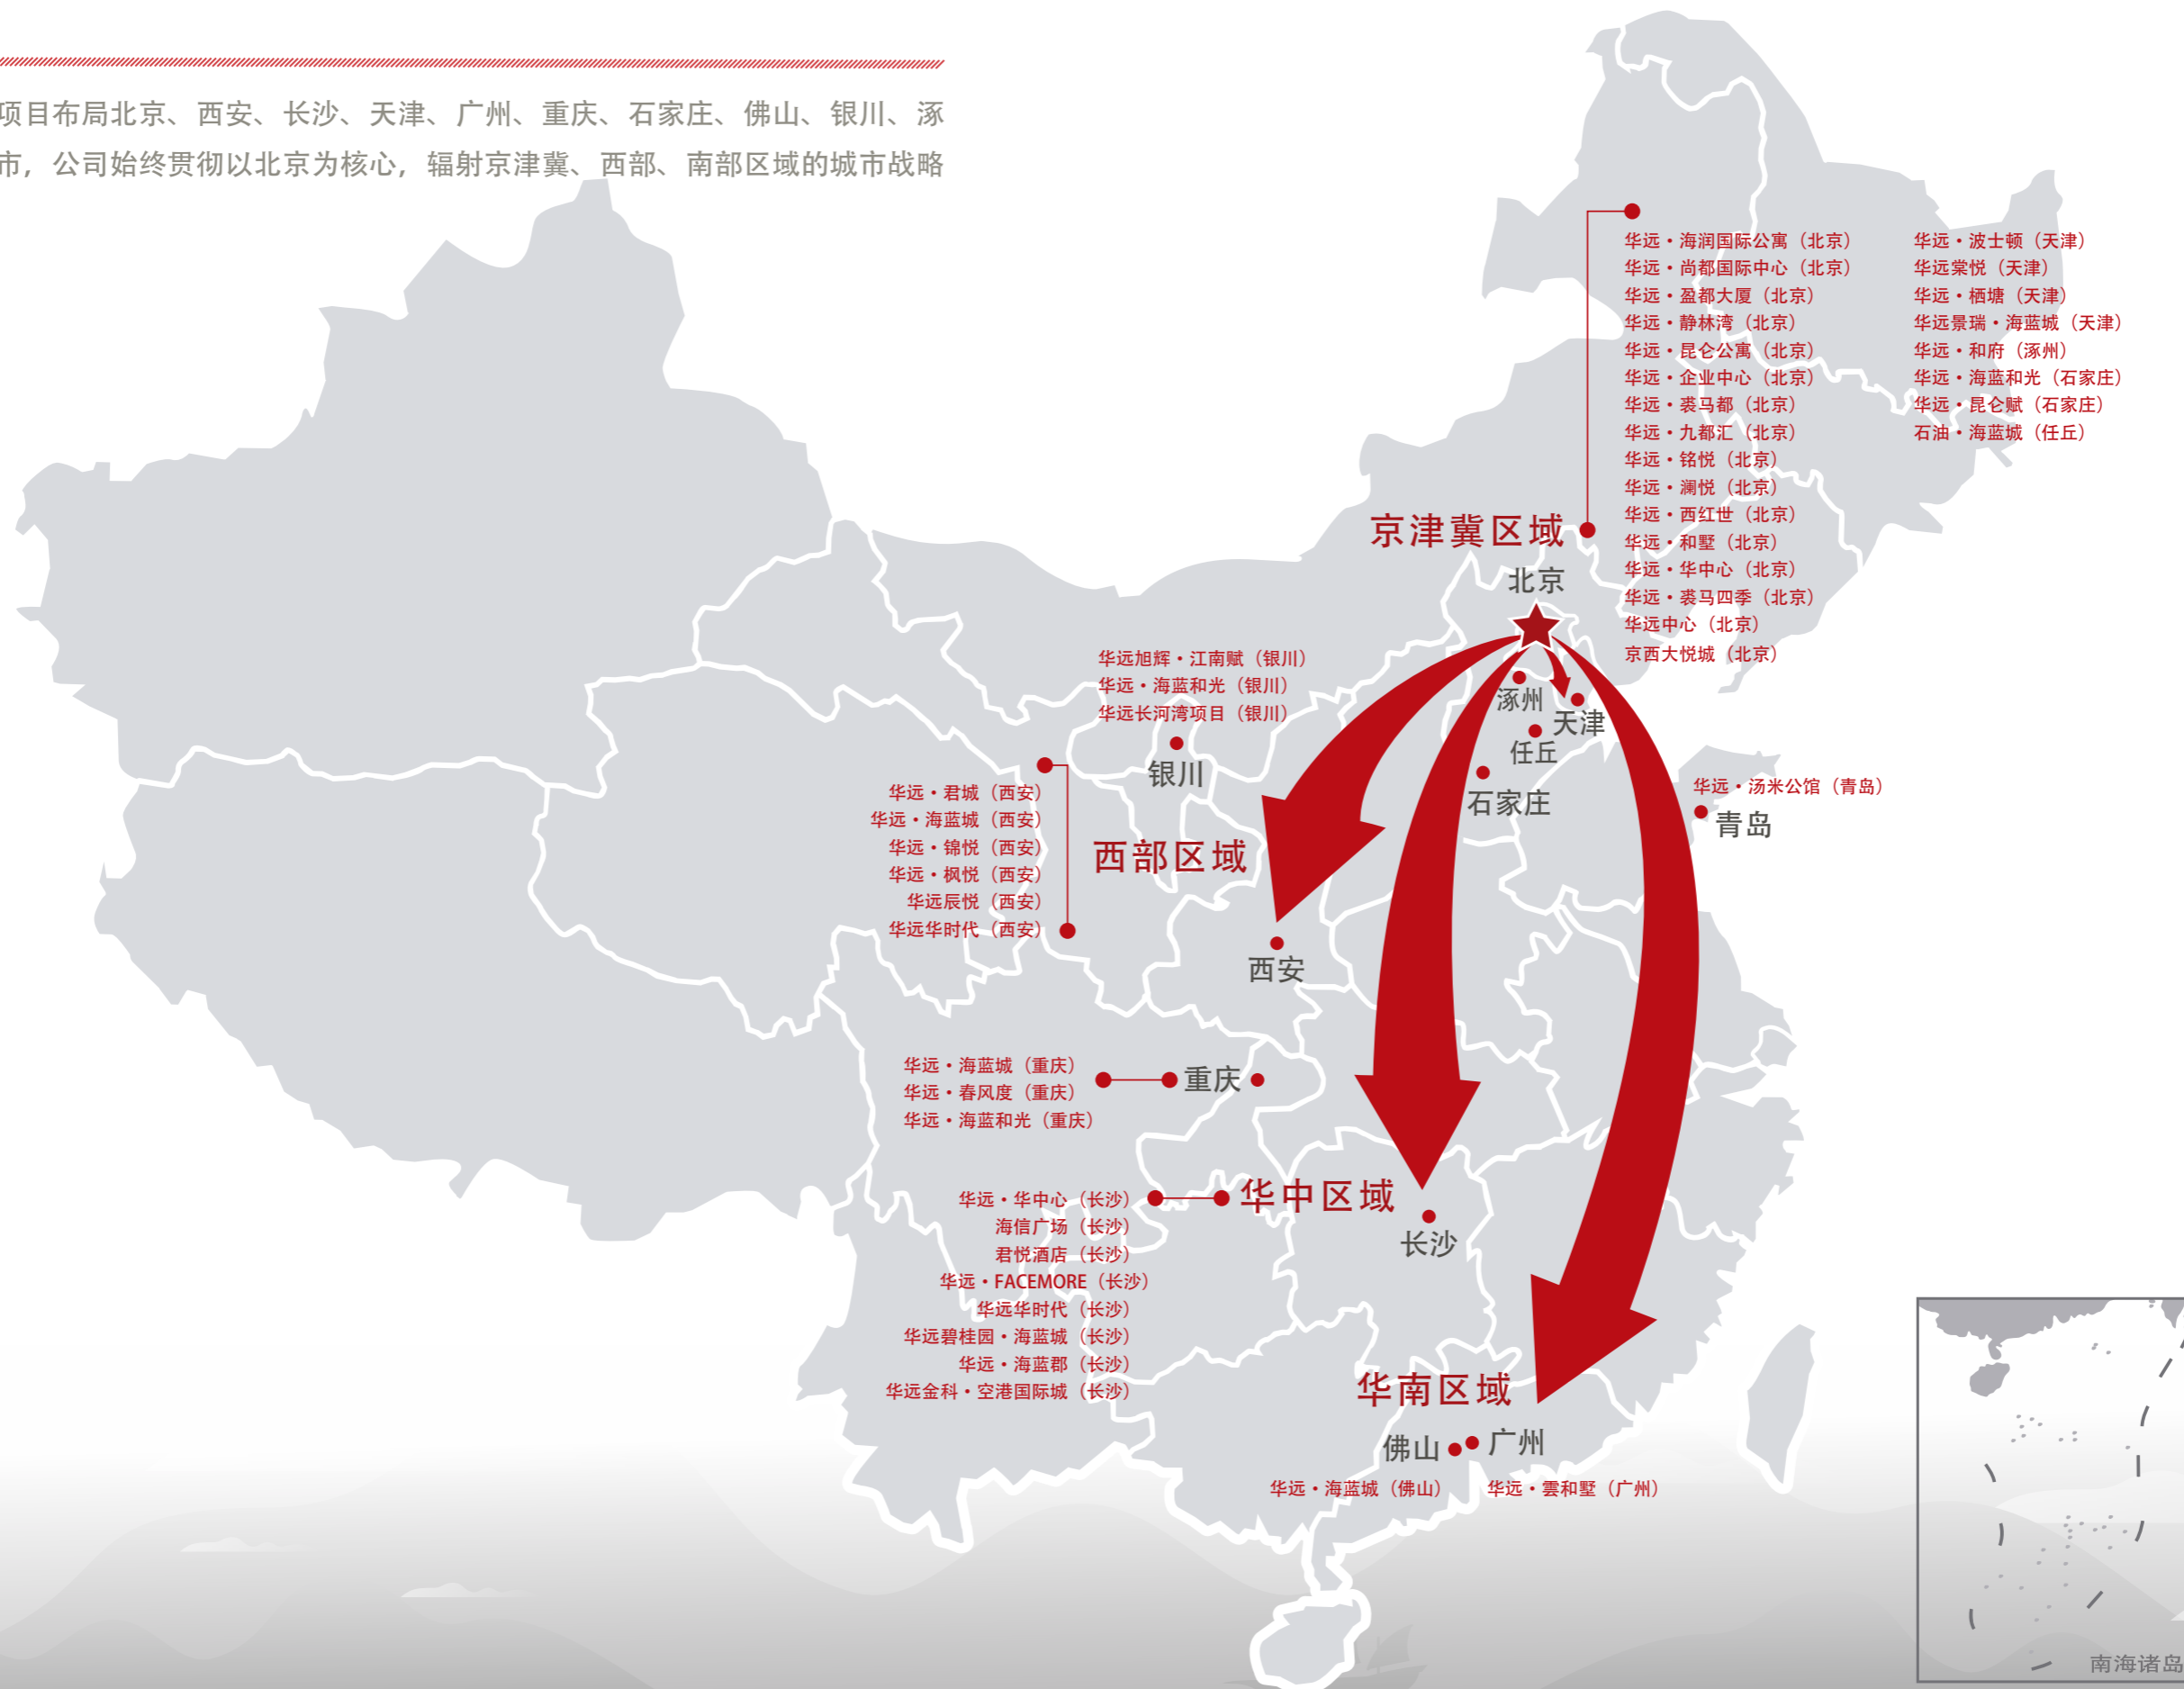 项目布局北京、西安、长沙、天津、广州、重庆、石家庄、佛山、银川、涿
市，公司始终贯彻以北京为核心，辐射京津冀、西部、南部区域的城市战略
华远·海润国际公寓（北京）
华远·尚都国际中心（北京）
华远·盈都大厦（北京）
华远·静林湾（北京）
华远·昆仑公寓（北京）
华远·企业中心（北京）
华远·裘马都（北京）
华远·九都汇（北京）
华远·铭悦（北京）
华远·澜悦（北京）
华远·西红世（北京）
华远·和墅（北京）
华远·华中心（北京）
华远·裘马四季（北京）
华远中心（北京）
京西大悦城（北京）
华远·波士顿（天津）
华远棠悦（天津）
华远·栖塘（天津）
华远景瑞·海蓝城（天津）
华远·和府（涿州）
华远·海蓝和光（石家庄）
华远·昆仑赋（石家庄）
石油·海蓝城（任丘）
京津冀区域
北京
涿州
天津
任丘
石家庄
华远·汤米公馆（青岛）
青岛
华远旭辉·江南赋（银川）
华远·海蓝和光（银川）
华远长河湾项目（银川）
银川
华远·君城（西安）
华远·海蓝城（西安）
华远·锦悦（西安）
华远·枫悦（西安）
华远辰悦（西安）
华远华时代（西安）
西部区域
西安
华远·海蓝城（重庆）
华远·春风度（重庆）
华远·海蓝和光（重庆）
重庆
华远·华中心（长沙）
海信广场（长沙）
君悦酒店（长沙）
华远·FACEMORE（长沙）
华远华时代（长沙）
华远碧桂园·海蓝城（长沙）
华远·海蓝郡（长沙）
华远金科·空港国际城（长沙）
华中区域
长沙
华南区域
佛山
广州
华远·海蓝城（佛山）
华远·雲和墅（广州）
南海诸岛